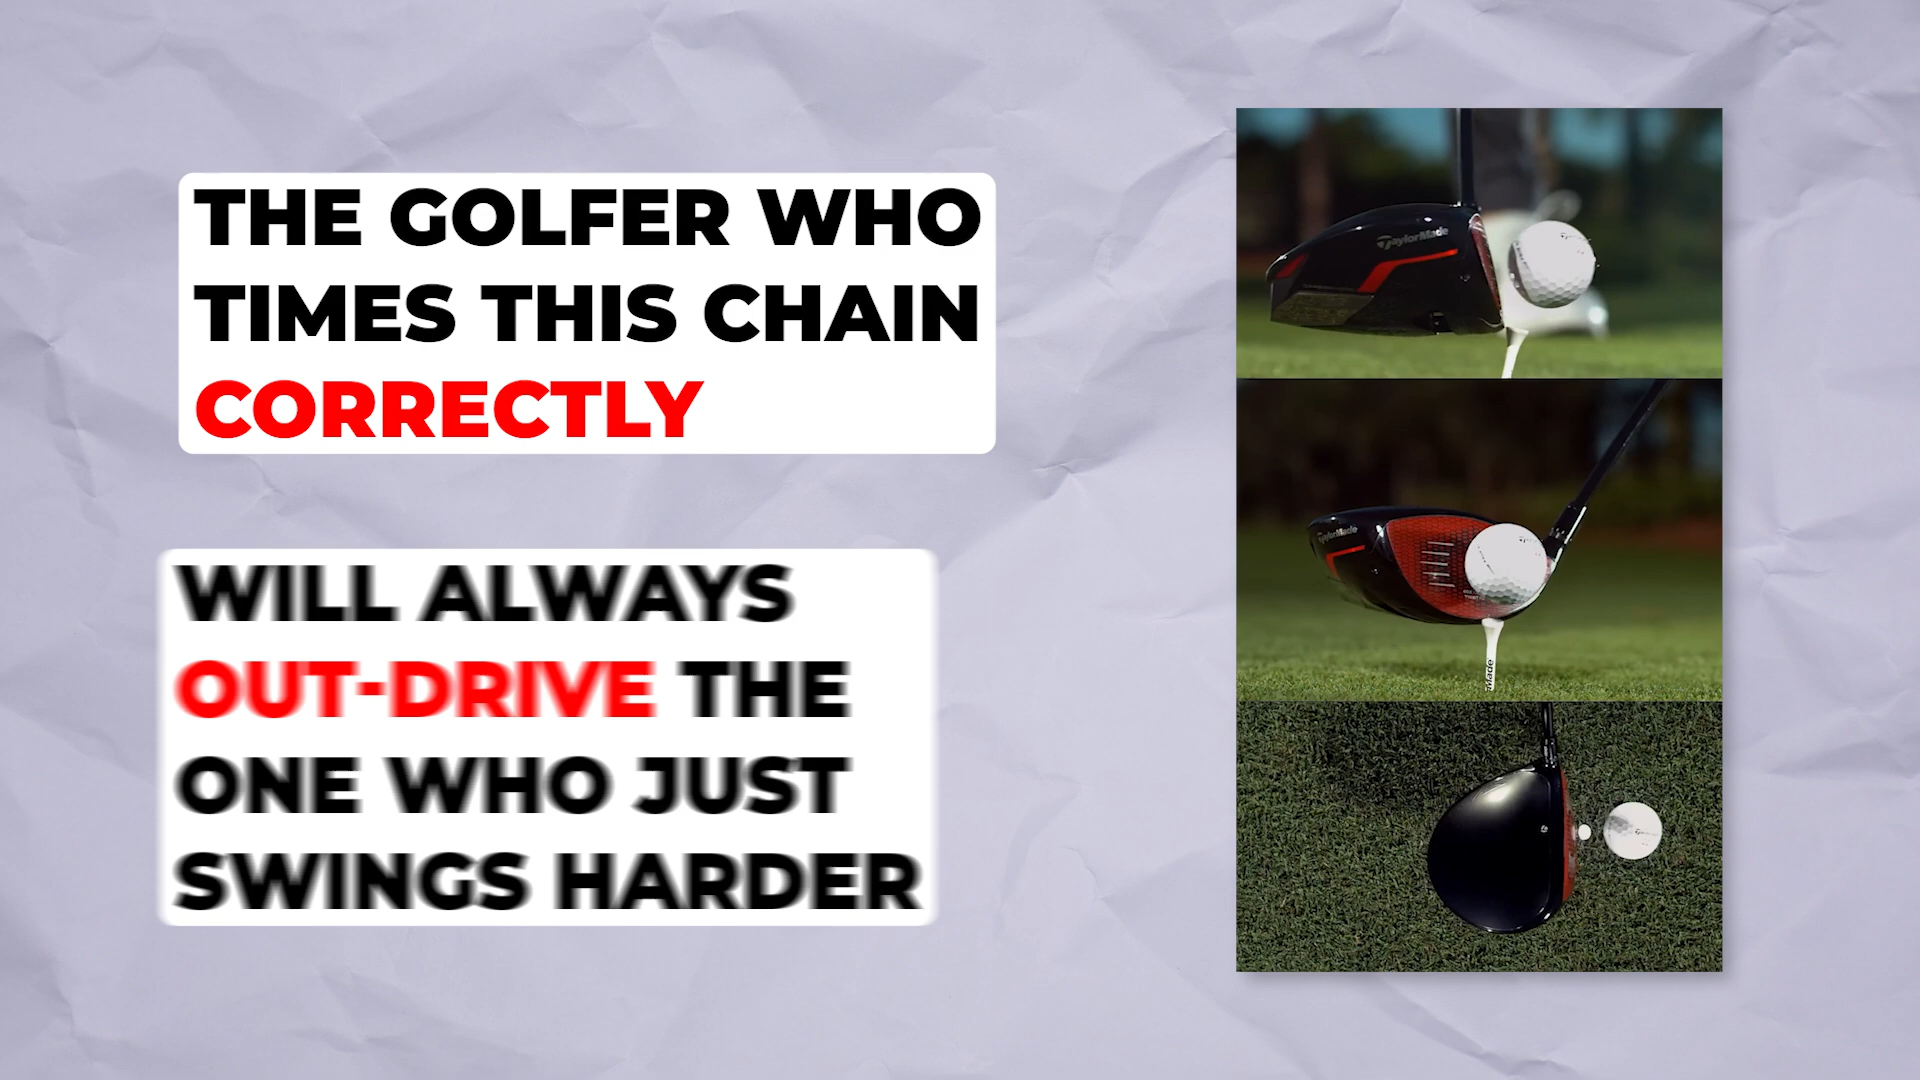 THE GOLFER WHO
TIMES THIS CHAIN
CORRECTLY
WILL ALWAYS
OUT-DRIVE THE
ONE WHO JUST
SWINGS HARDER
TaylorMade
TaylorMade